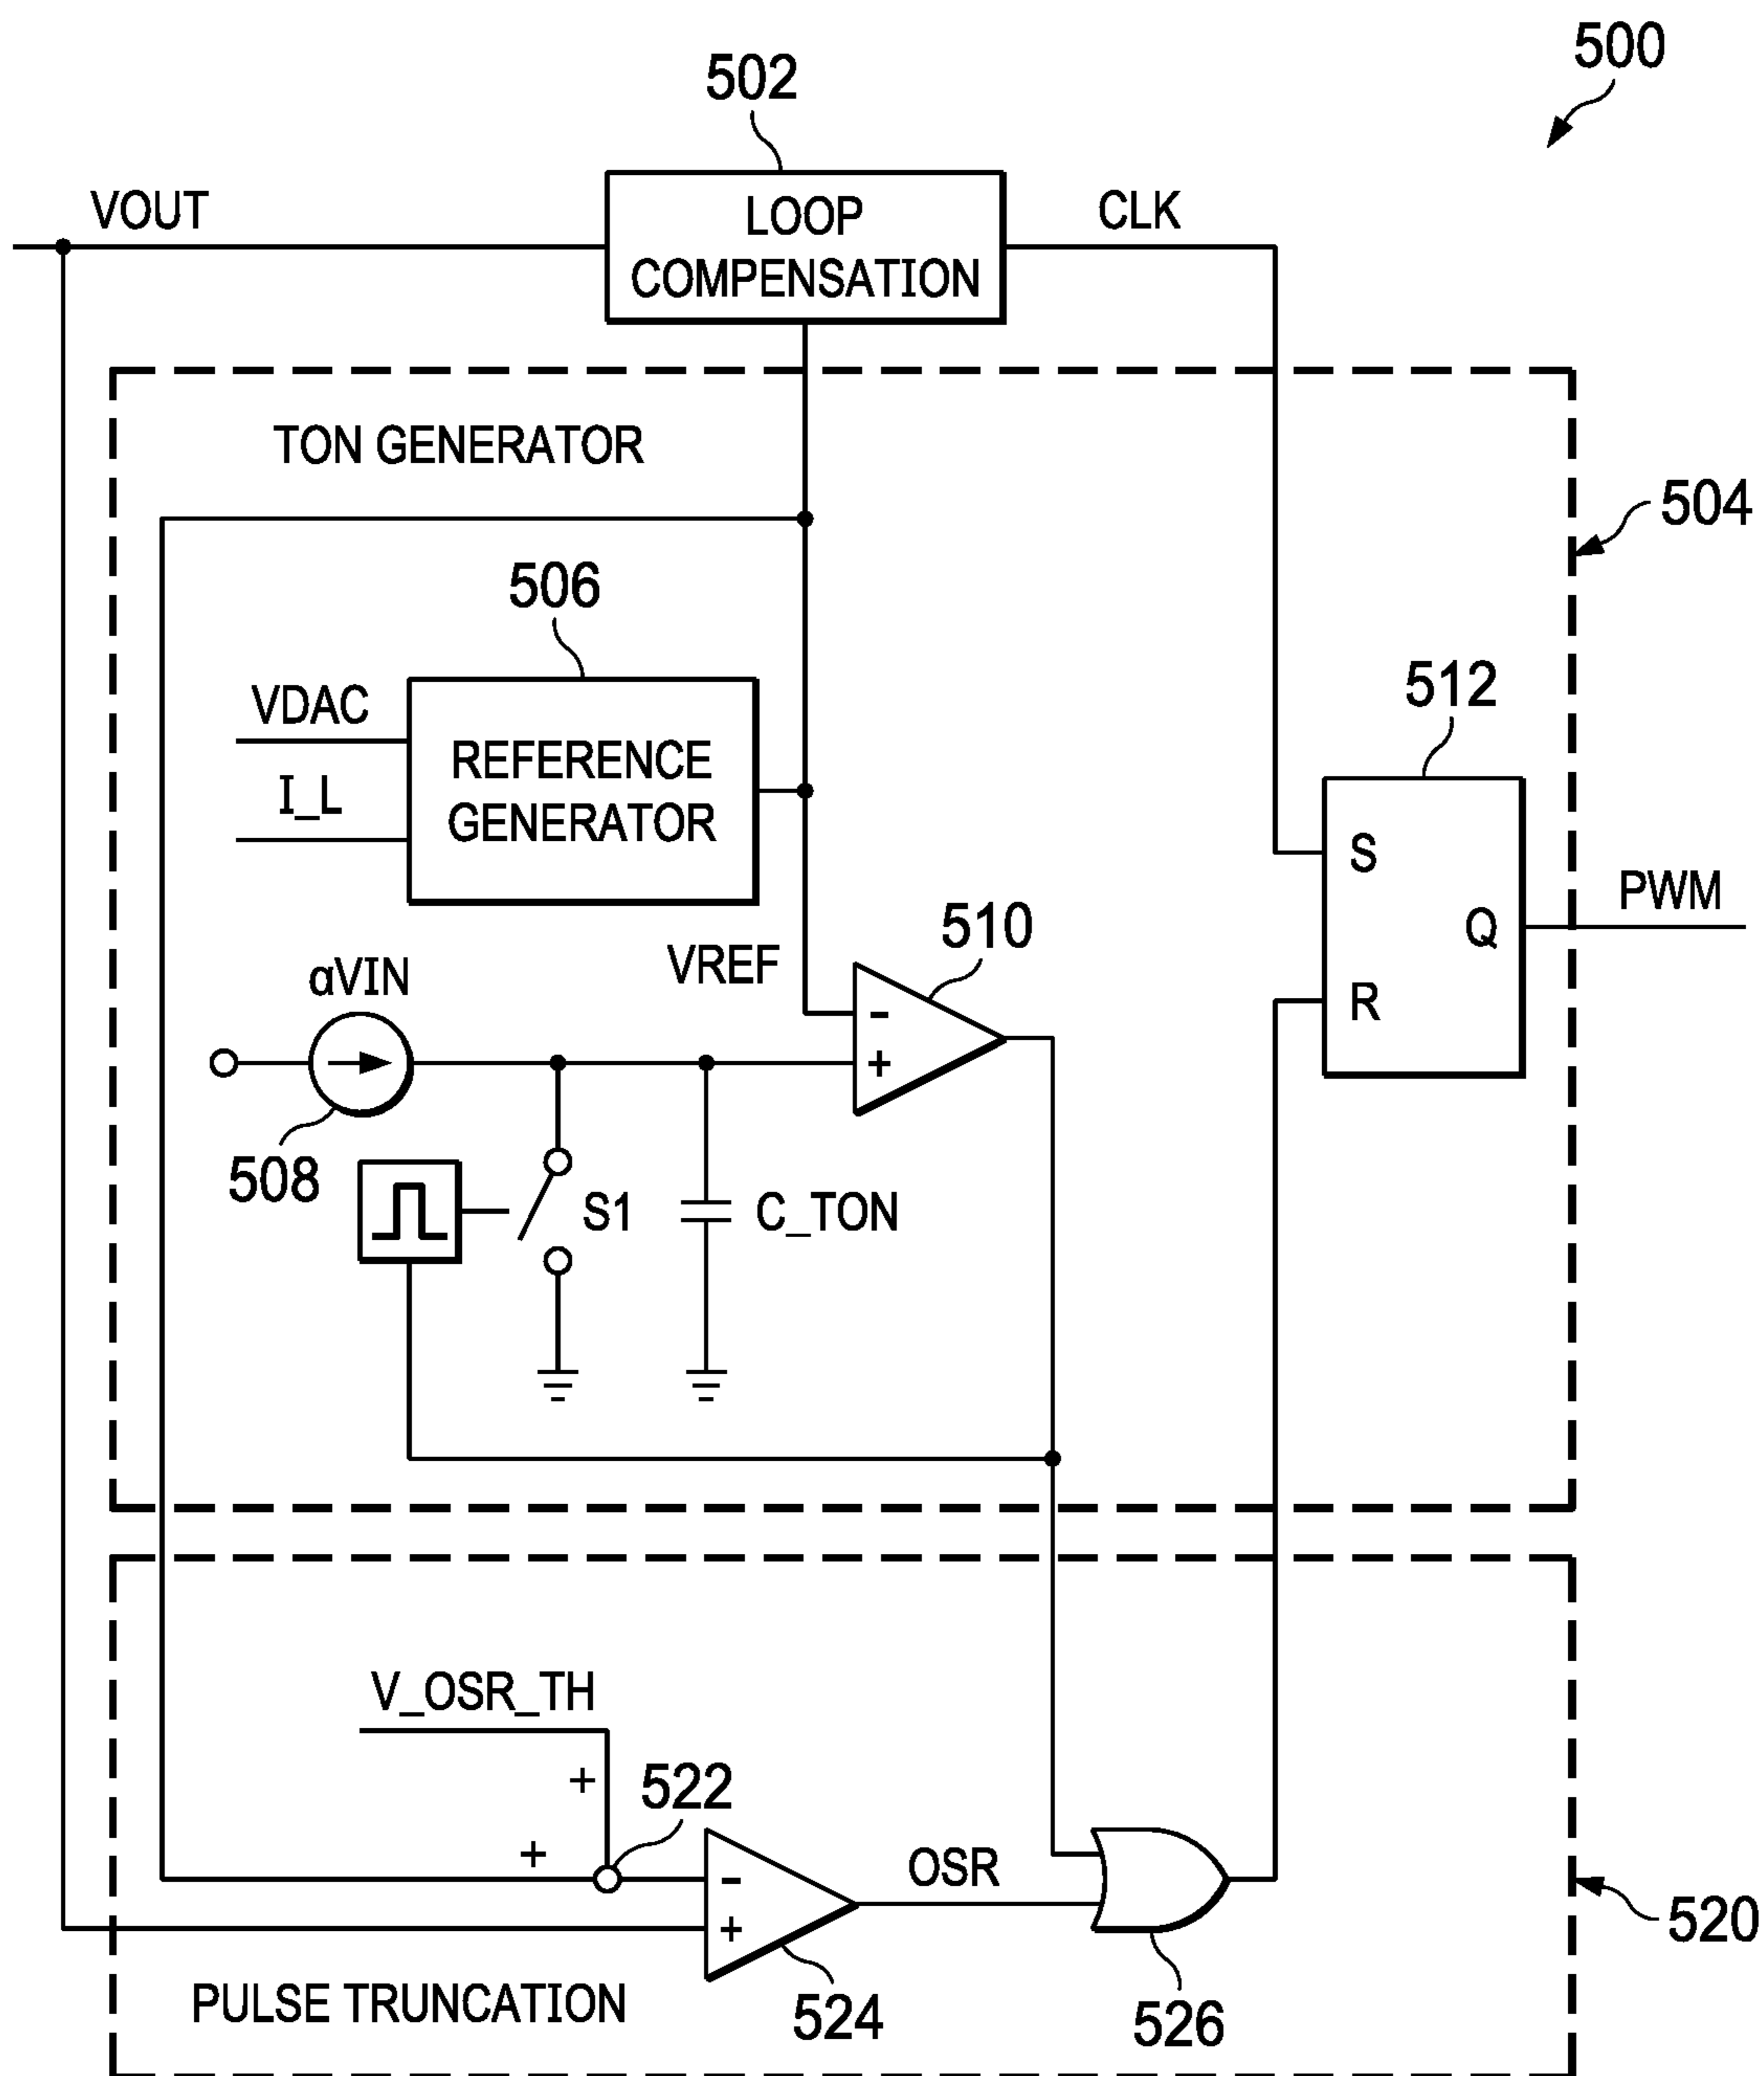 500
502
VOUT
LOOP
COMPENSATION
CLK
TON GENERATOR
504
506
VDAC
I_L
REFERENCE
GENERATOR
512
S
R
Q
PWM
VREF
510
αVIN
-
+
508
S1
C_TON
V_OSR_TH
+
522
+
-
+
OSR
520
PULSE TRUNCATION
524
526